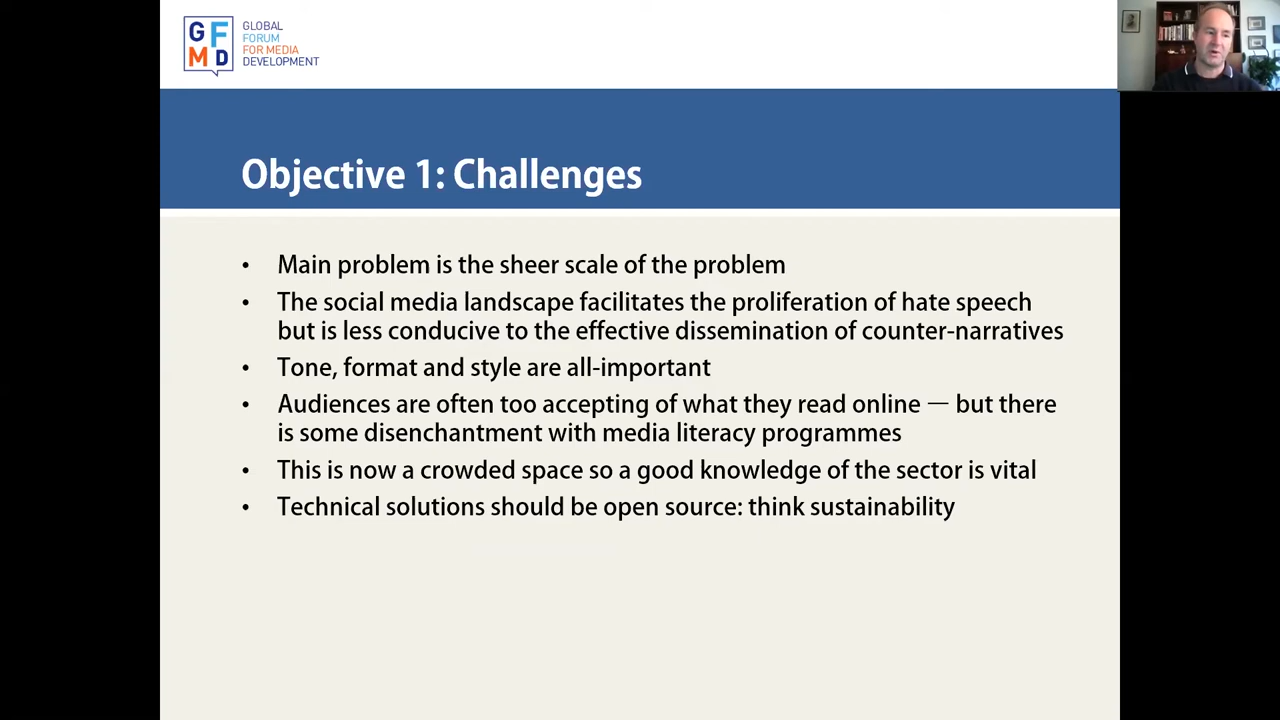 GF
MD
GLOBAL
FORUM
FOR MEDIA
DEVELOPMENT
Objective 1: Challenges
• Main problem is the sheer scale of the problem
• The social media landscape facilitates the proliferation of hate speech
but is less conducive to the effective dissemination of counter-narratives
• Tone, format and style are all-important
• Audiences are often too accepting of what they read online — but there
is some disenchantment with media literacy programmes
• This is now a crowded space so a good knowledge of the sector is vital
• Technical solutions should be open source: think sustainability